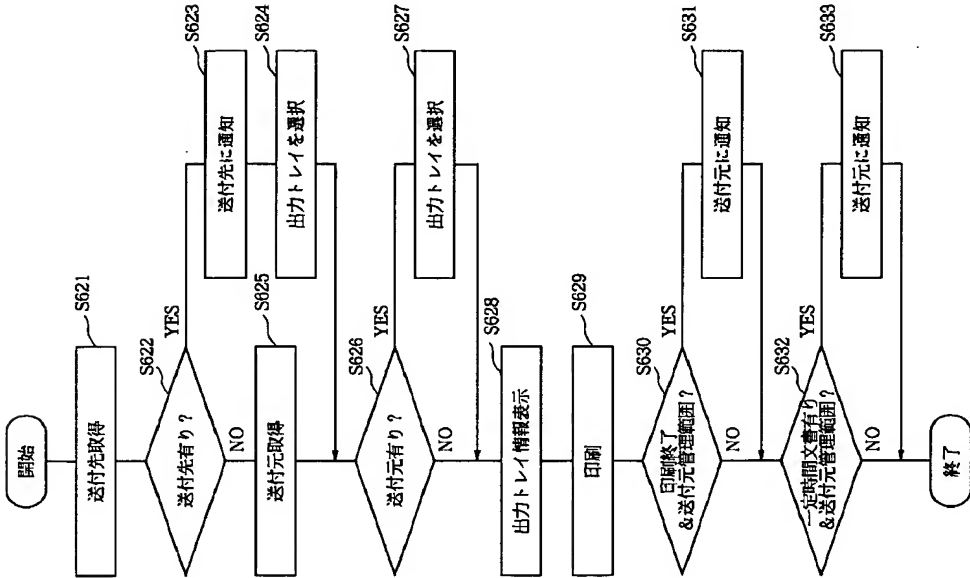 開始
S621
送付先取得
S622
送付先有り？
YES
NO
S623
送付先に通知
S624
出力トレイを選択
S625
送付元取得
S626
送付元有り？
YES
NO
S627
出力トレイを選択
S628
出力トレイ情報表示
S629
印刷
S630
印刷終了
&送付元管理範囲？
YES
NO
S631
送付元に通知
S632
一定時間文書有り
&送付元管理範囲？
YES
NO
S633
送付元に通知
終了